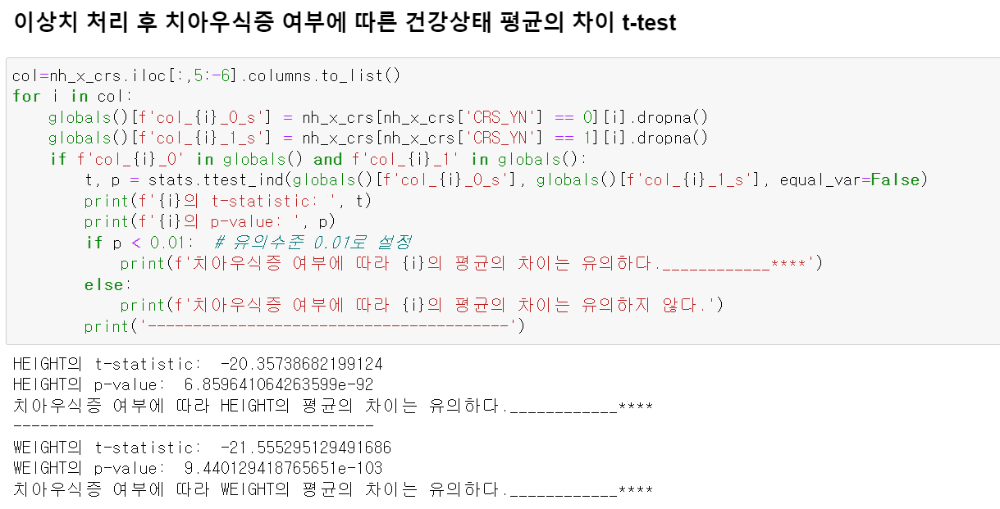 이상치 처리 후 치아우식증 여부에 따른 건강상태 평균의 차이 t-test
col=nh_x_crs.iloc[:,5:-6].columns.to_list()
for i in col:
    globals()[f'col_{i}_0_s'] = nh_x_crs[nh_x_crs['CRS_YN'] == 0][i].dropna()
    globals()[f'col_{i}_1_s'] = nh_x_crs[nh_x_crs['CRS_YN'] == 1][i].dropna()
    if f'col_{i}_0' in globals() and f'col_{i}_1' in globals():
        t, p = stats.ttest_ind(globals()[f'col_{i}_0_s'], globals()[f'col_{i}_1_s'], equal_var=False)
        print(f'{i}의 t-statistic: ', t)
        print(f'{i}의 p-value: ', p)
        if p < 0.01:  # 유의수준 0.01로 설정
            print(f'치아우식증 여부에 따라 {i}의 평균의 차이는 유의하다.____________****')
        else:
            print(f'치아우식증 여부에 따라 {i}의 평균의 차이는 유의하지 않다.')
        print('----------------------------------------')
HEIGHT의 t-statistic:  -20.35738682199124
HEIGHT의 p-value:  6.859641064263599e-92
치아우식증 여부에 따라 HEIGHT의 평균의 차이는 유의하다.____________****
----------------------------------------
WEIGHT의 t-statistic:  -21.555295129491686
WEIGHT의 p-value:  9.440129418765651e-103
치아우식증 여부에 따라 WEIGHT의 평균의 차이는 유의하다.____________****